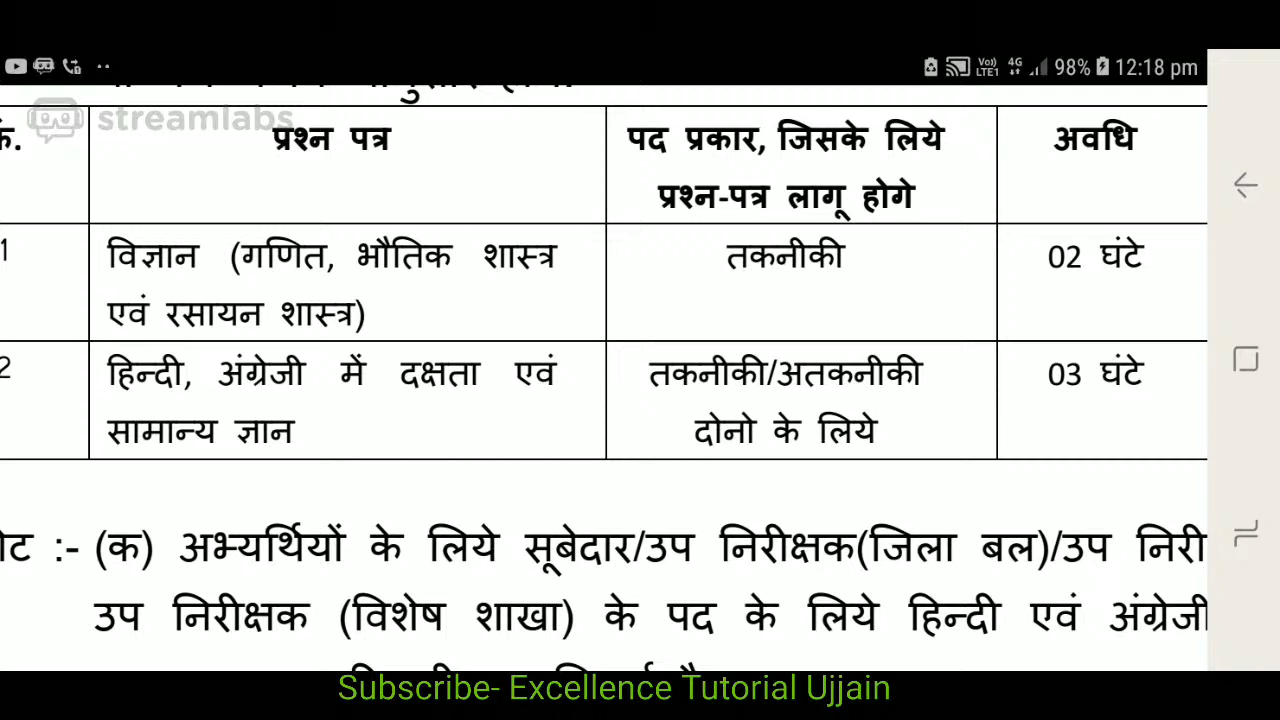 98% 12:18 pm
streamlabs
प्रश्न पत्र
पद प्रकार, जिसके लिये
प्रश्न-पत्र लागू होगे
अवधि
1
विज्ञान (गणित, भौतिक शास्त्र
एवं रसायन शास्त्र)
तकनीकी
02 घंटे
2
हिन्दी, अंग्रेजी में दक्षता एवं
सामान्य ज्ञान
तकनीकी/अतकनीकी
दोनो के लिये
03 घंटे
:- (क) अभ्यर्थियों के लिये सूबेदार/उप निरीक्षक(जिला बल)/उप निरी
उप निरीक्षक (विशेष शाखा) के पद के लिये हिन्दी एवं अंग्रेजी
Subscribe- Excellence Tutorial Ujjain